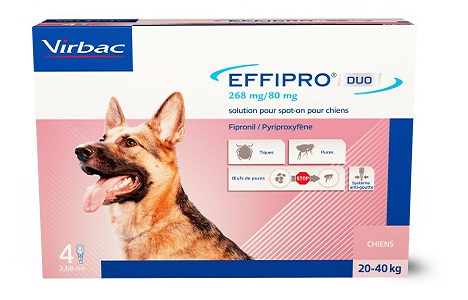 Virbac
EFFIPRO® DUO
268 mg/80 mg
solution pour spot-on pour chiens
Fipronil / Pyriproxyfène
Tiques
Puces
Œufs de puces
STOP
Système
anti-goutte
4
2,68 ml
CHIENS
20-40 kg